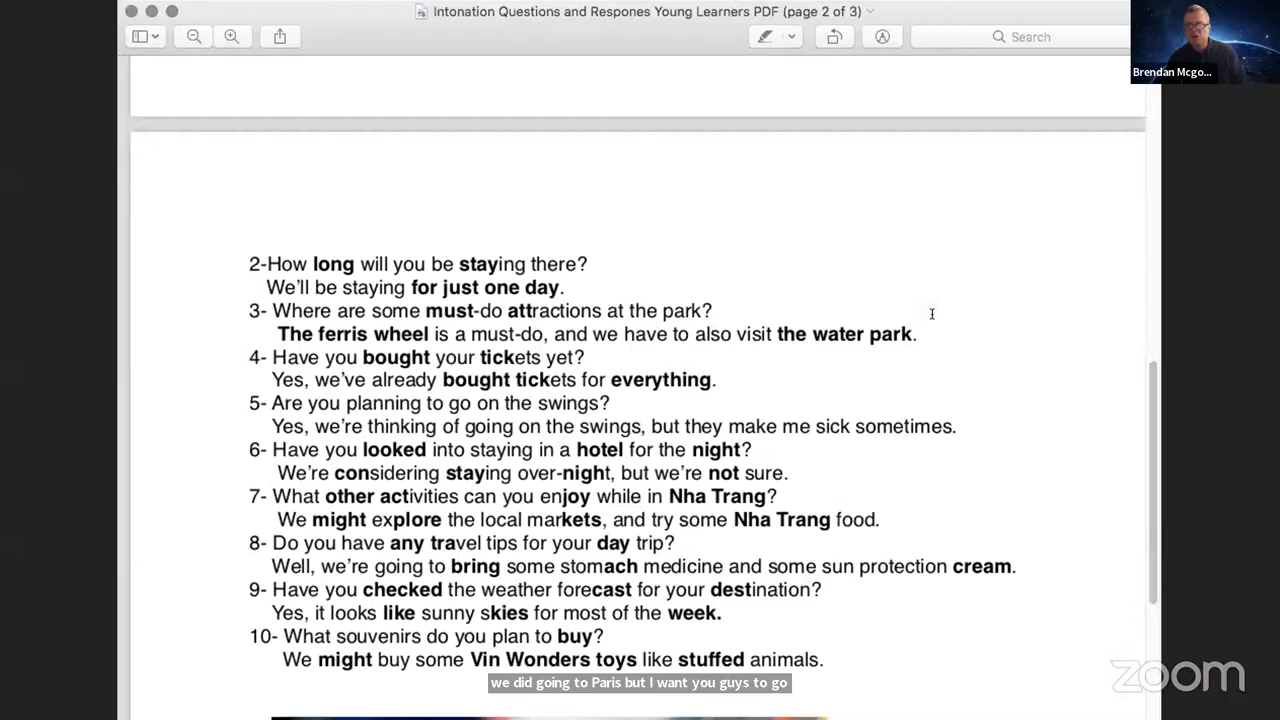 Intonation Questions and Respones Young Learners PDF (page 2 of 3)
Search
Brendan Mcgo...
2-How long will you be staying there?
We'll be staying for just one day.
3- Where are some must-do attractions at the park?
The ferris wheel is a must-do, and we have to also visit the water park.
4- Have you bought your tickets yet?
Yes, we've already bought tickets for everything.
5- Are you planning to go on the swings?
Yes, we're thinking of going on the swings, but they make me sick sometimes.
6- Have you looked into staying in a hotel for the night?
We're considering staying over-night, but we're not sure.
7- What other activities can you enjoy while in Nha Trang?
We might explore the local markets, and try some Nha Trang food.
8- Do you have any travel tips for your day trip?
Well, we're going to bring some stomach medicine and some sun protection cream.
9- Have you checked the weather forecast for your destination?
Yes, it looks like sunny skies for most of the week.
10- What souvenirs do you plan to buy?
We might buy some Vin Wonders toys like stuffed animals.
we did going to Paris but I want you guys to go
zoom